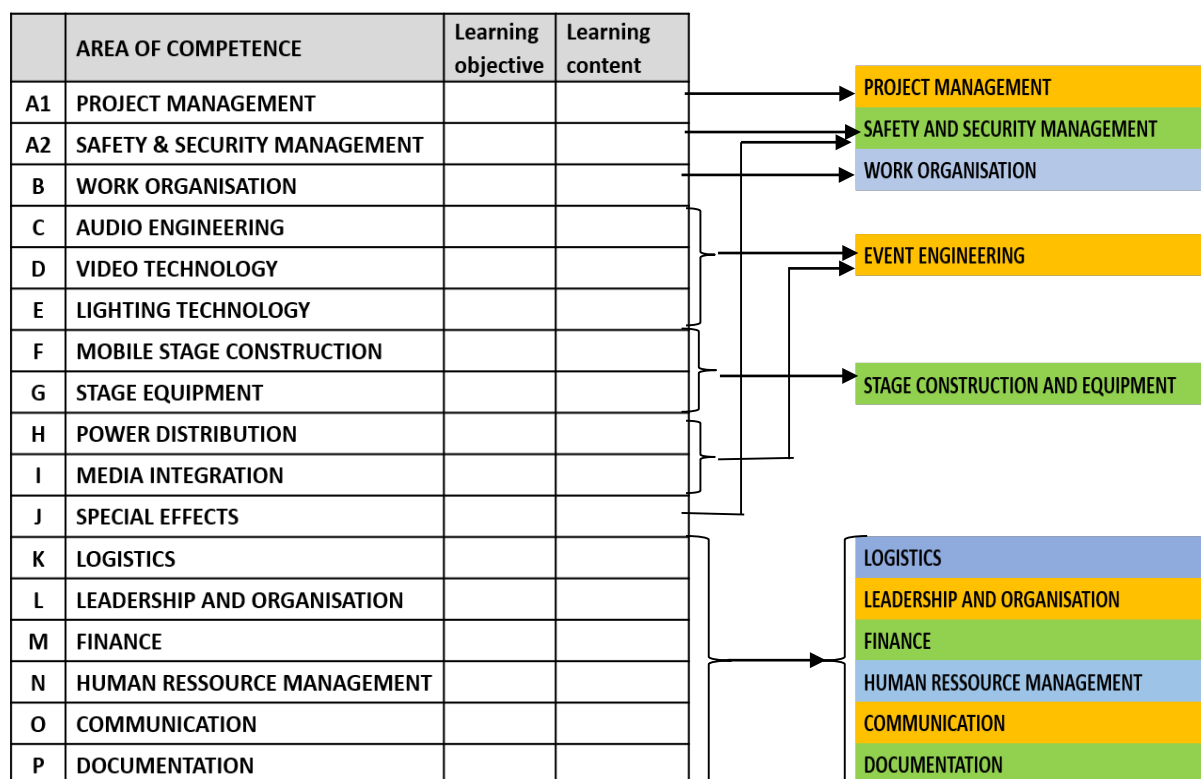 AREA OF COMPETENCE Learning objective Learning content
A1 PROJECT MANAGEMENT
A2 SAFETY & SECURITY MANAGEMENT
B WORK ORGANISATION
C AUDIO ENGINEERING
D VIDEO TECHNOLOGY
E LIGHTING TECHNOLOGY
F MOBILE STAGE CONSTRUCTION
G STAGE EQUIPMENT
H POWER DISTRIBUTION
I MEDIA INTEGRATION
J SPECIAL EFFECTS
K LOGISTICS
L LEADERSHIP AND ORGANISATION
M FINANCE
N HUMAN RESSOURCE MANAGEMENT
O COMMUNICATION
P DOCUMENTATION
PROJECT MANAGEMENT
SAFETY AND SECURITY MANAGEMENT
WORK ORGANISATION
EVENT ENGINEERING
STAGE CONSTRUCTION AND EQUIPMENT
LOGISTICS
LEADERSHIP AND ORGANISATION
FINANCE
HUMAN RESSOURCE MANAGEMENT
COMMUNICATION
DOCUMENTATION